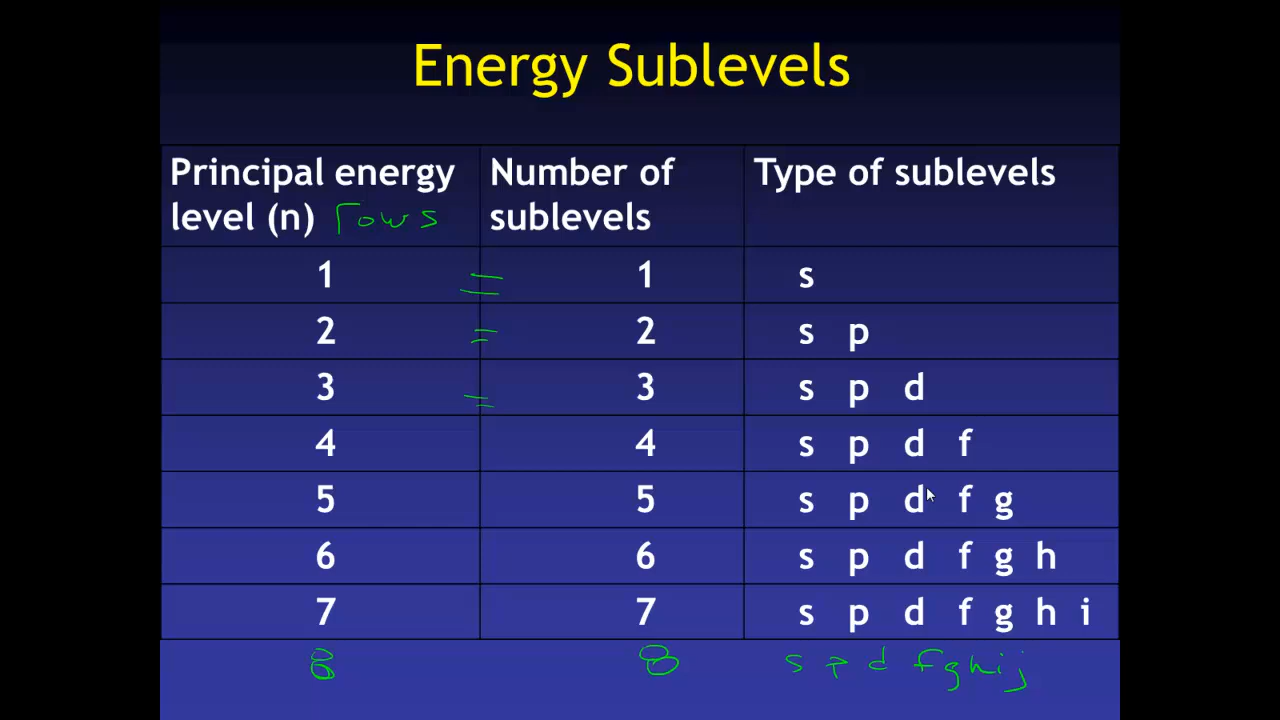 Energy Sublevels
Principal energy level (n) rows Number of sublevels Type of sublevels
1 = 1 s
2 = 2 s p
3 = 3 s p d
4 4 s p d f
5 5 s p d f g
6 6 s p d f g h
7 7 s p d f g h i
8 8 s p d f g h i j